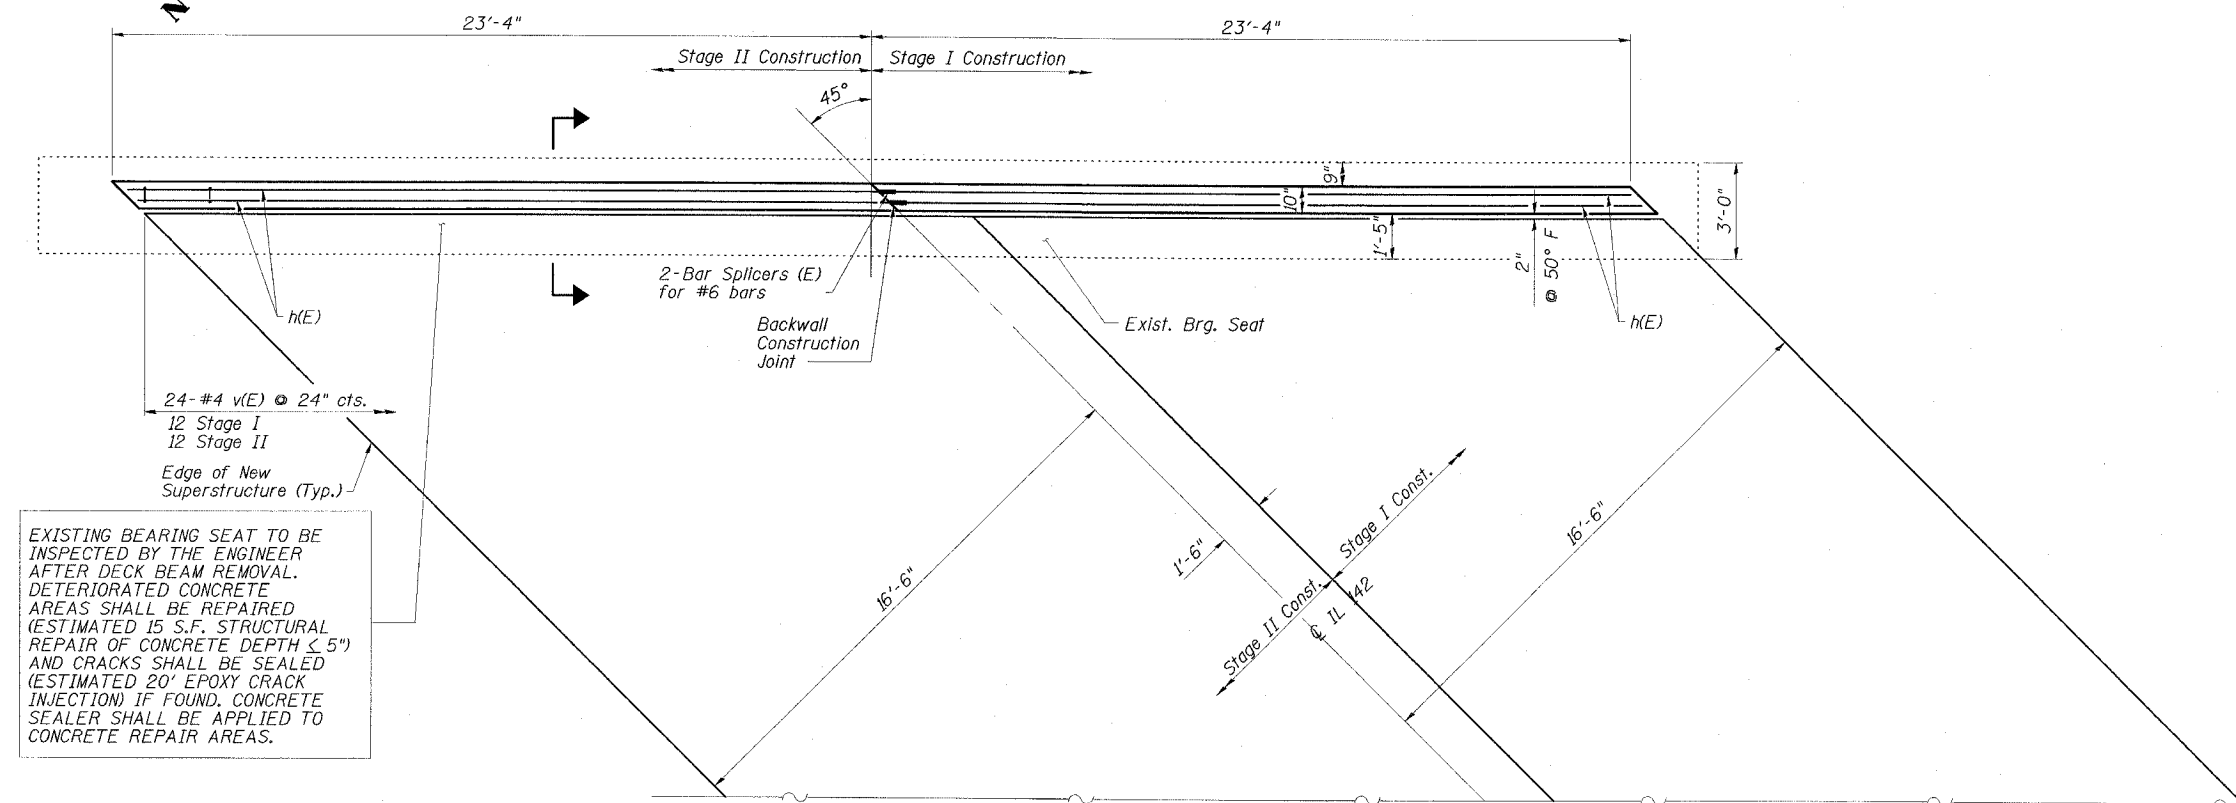 N
23'-4"
23'-4"
Stage II Construction
Stage I Construction
45°
9"
10"
1'-5"
2"
@ 50° F
3'-0"
2-Bar Splicers (E)
for #6 bars
Backwall
Construction
Joint
Exist. Brg. Seat
h(E)
h(E)
24-#4 v(E) @ 24" cts.
12 Stage I
12 Stage II
Edge of New
Superstructure (Typ.)
EXISTING BEARING SEAT TO BE
INSPECTED BY THE ENGINEER
AFTER DECK BEAM REMOVAL.
DETERIORATED CONCRETE
AREAS SHALL BE REPAIRED
(ESTIMATED 15 S.F. STRUCTURAL
REPAIR OF CONCRETE DEPTH ≤ 5")
AND CRACKS SHALL BE SEALED
(ESTIMATED 20' EPOXY CRACK
INJECTION) IF FOUND. CONCRETE
SEALER SHALL BE APPLIED TO
CONCRETE REPAIR AREAS.
16'-6"
1'-6"
Stage I Const.
Stage II Const.
℄ IL 142
16'-6"